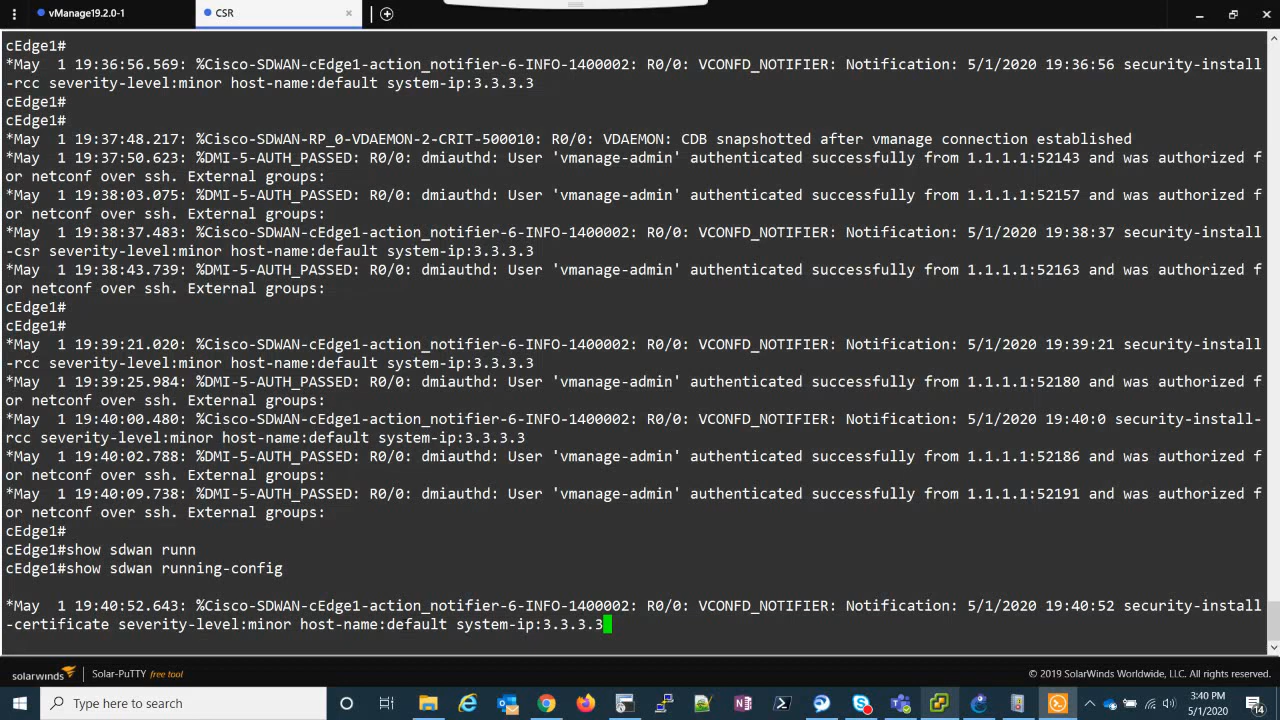 vManage19.2.0-1
CSR
cEdge1#
*May  1 19:36:56.569: %Cisco-SDWAN-cEdge1-action_notifier-6-INFO-1400002: R0/0: VCONFD_NOTIFIER: Notification: 5/1/2020 19:36:56 security-install
-rcc severity-level:minor host-name:default system-ip:3.3.3.3
cEdge1#
cEdge1#
*May  1 19:37:48.217: %Cisco-SDWAN-RP_0-VDAEMON-2-CRIT-500010: R0/0: VDAEMON: CDB snapshotted after vmanage connection established
*May  1 19:37:50.623: %DMI-5-AUTH_PASSED: R0/0: dmiauthd: User 'vmanage-admin' authenticated successfully from 1.1.1.1:52143 and was authorized f
or netconf over ssh. External groups:
*May  1 19:38:03.075: %DMI-5-AUTH_PASSED: R0/0: dmiauthd: User 'vmanage-admin' authenticated successfully from 1.1.1.1:52157 and was authorized f
or netconf over ssh. External groups:
*May  1 19:38:37.483: %Cisco-SDWAN-cEdge1-action_notifier-6-INFO-1400002: R0/0: VCONFD_NOTIFIER: Notification: 5/1/2020 19:38:37 security-install
-csr severity-level:minor host-name:default system-ip:3.3.3.3
*May  1 19:38:43.739: %DMI-5-AUTH_PASSED: R0/0: dmiauthd: User 'vmanage-admin' authenticated successfully from 1.1.1.1:52163 and was authorized f
or netconf over ssh. External groups:
cEdge1#
cEdge1#
*May  1 19:39:21.020: %Cisco-SDWAN-cEdge1-action_notifier-6-INFO-1400002: R0/0: VCONFD_NOTIFIER: Notification: 5/1/2020 19:39:21 security-install
-rcc severity-level:minor host-name:default system-ip:3.3.3.3
*May  1 19:39:25.984: %DMI-5-AUTH_PASSED: R0/0: dmiauthd: User 'vmanage-admin' authenticated successfully from 1.1.1.1:52180 and was authorized f
or netconf over ssh. External groups:
*May  1 19:40:00.480: %Cisco-SDWAN-cEdge1-action_notifier-6-INFO-1400002: R0/0: VCONFD_NOTIFIER: Notification: 5/1/2020 19:40:0 security-install-
rcc severity-level:minor host-name:default system-ip:3.3.3.3
*May  1 19:40:02.788: %DMI-5-AUTH_PASSED: R0/0: dmiauthd: User 'vmanage-admin' authenticated successfully from 1.1.1.1:52186 and was authorized f
or netconf over ssh. External groups:
*May  1 19:40:09.738: %DMI-5-AUTH_PASSED: R0/0: dmiauthd: User 'vmanage-admin' authenticated successfully from 1.1.1.1:52191 and was authorized f
or netconf over ssh. External groups:
cEdge1#
cEdge1#show sdwan runn
cEdge1#show sdwan running-config
*May  1 19:40:52.643: %Cisco-SDWAN-cEdge1-action_notifier-6-INFO-1400002: R0/0: VCONFD_NOTIFIER: Notification: 5/1/2020 19:40:52 security-install
-certificate severity-level:minor host-name:default system-ip:3.3.3.3
solarwinds Solar-PuTTY free tool © 2019 SolarWinds Worldwide, LLC. All rights reserved.
Type here to search
3:40 PM
5/1/2020